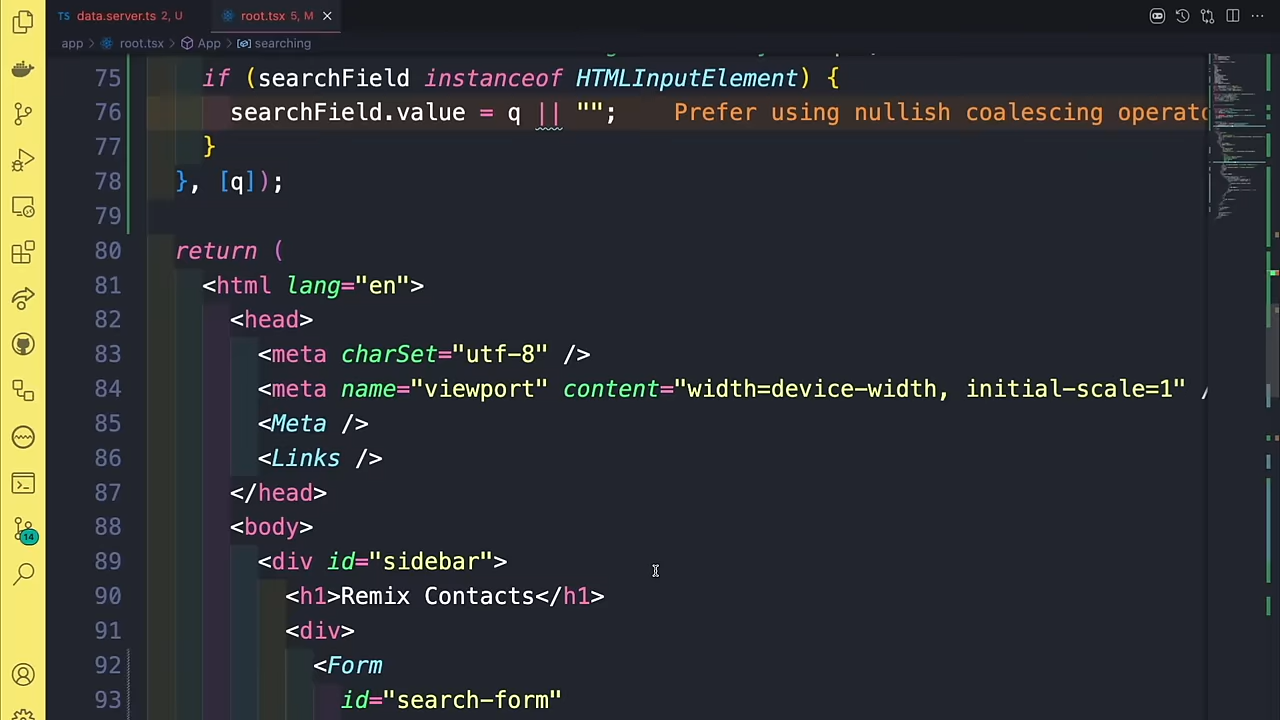 data.server.ts 2, U
root.tsx 5, M
app > root.tsx > App > searching
75 if (searchField instanceof HTMLInputElement) {
76 searchField.value = q || ""; Prefer using nullish coalescing operato
77 }
78 }, [q]);
79
80 return (
81 <html lang="en">
82 <head>
83 <meta charSet="utf-8" />
84 <meta name="viewport" content="width=device-width, initial-scale=1" /
85 <Meta />
86 <Links />
87 </head>
88 <body>
89 <div id="sidebar">
90 <h1>Remix Contacts</h1>
91 <div>
92 <Form
93 id="search-form"
14